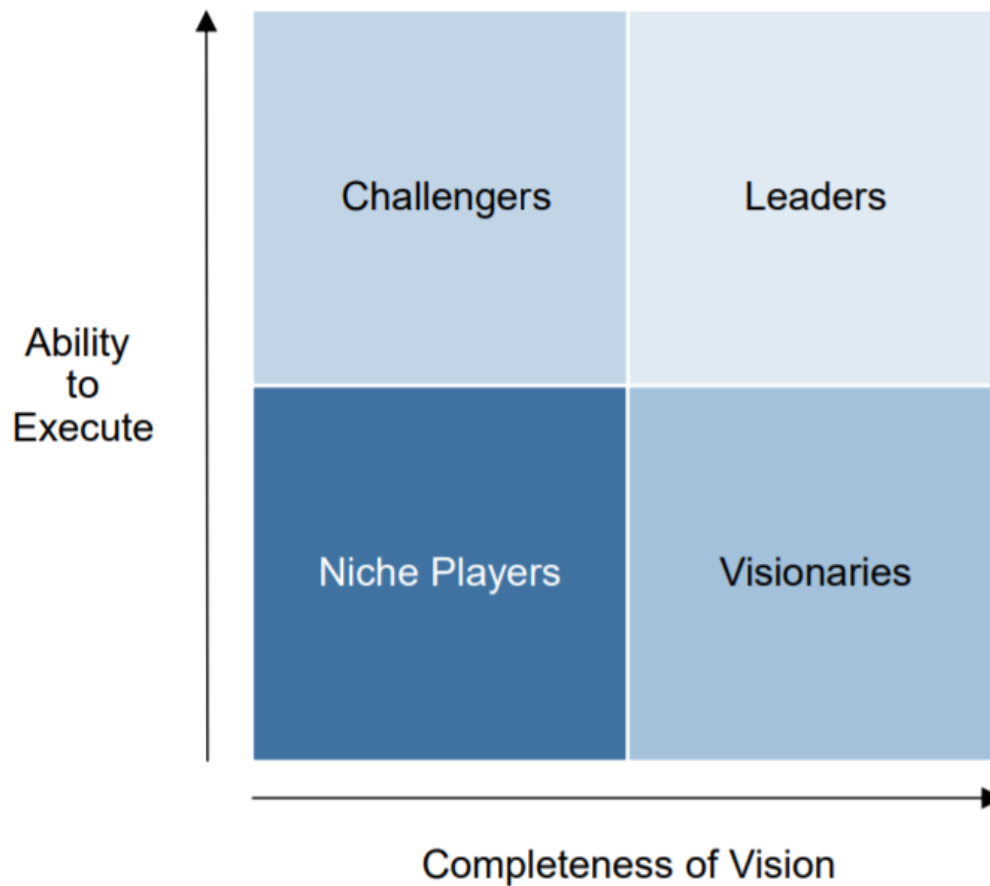 Challengers
Leaders
Ability
to
Execute
Niche Players
Visionaries
Completeness of Vision